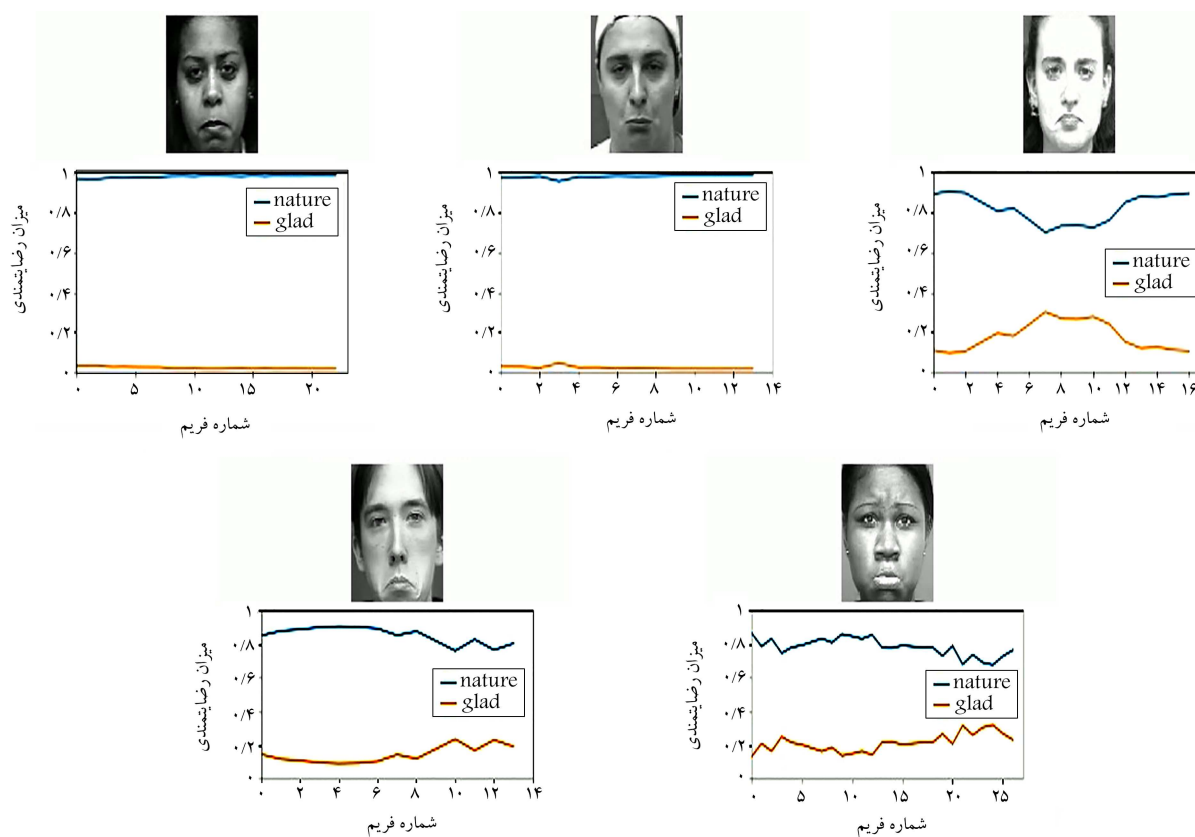 ۱
۰/۸
۰/۶
۰/۴
۰/۲
۰
میزان رضایتمندی
nature
glad
۰ ۵ ۱۰ ۱۵ ۲۰
شماره فریم
۱
۰/۸
۰/۶
۰/۴
۰/۲
۰
میزان رضایتمندی
nature
glad
۰ ۲ ۴ ۶ ۸ ۱۰ ۱۲ ۱۴
شماره فریم
۱
۰/۸
۰/۶
۰/۴
۰/۲
۰
میزان رضایتمندی
nature
glad
۰ ۲ ۴ ۶ ۸ ۱۰ ۱۲ ۱۴ ۱۶
شماره فریم
۱
۰/۸
۰/۶
۰/۴
۰/۲
۰
میزان رضایتمندی
nature
glad
۰ ۲ ۴ ۶ ۸ ۱۰ ۱۲ ۱۴
شماره فریم
۱
۰/۸
۰/۶
۰/۴
۰/۲
۰
میزان رضایتمندی
nature
glad
۰ ۵ ۱۰ ۱۵ ۲۰ ۲۵
شماره فریم